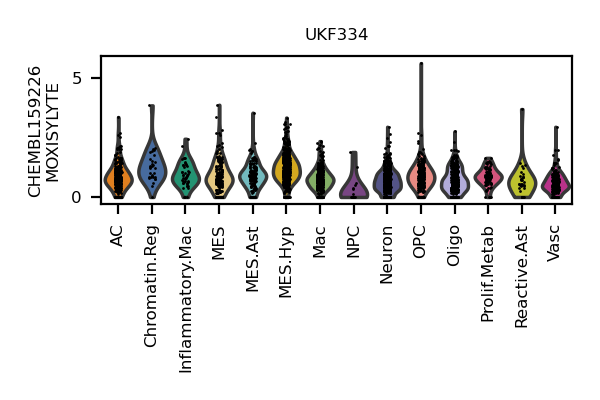 UKF334
CHEMBL159226
MOXISYLYTE
5
0
AC
Chromatin.Reg
Inflammatory.Mac
MES
MES.Ast
MES.Hyp
Mac
NPC
Neuron
OPC
Oligo
Prolif.Metab
Reactive.Ast
Vasc